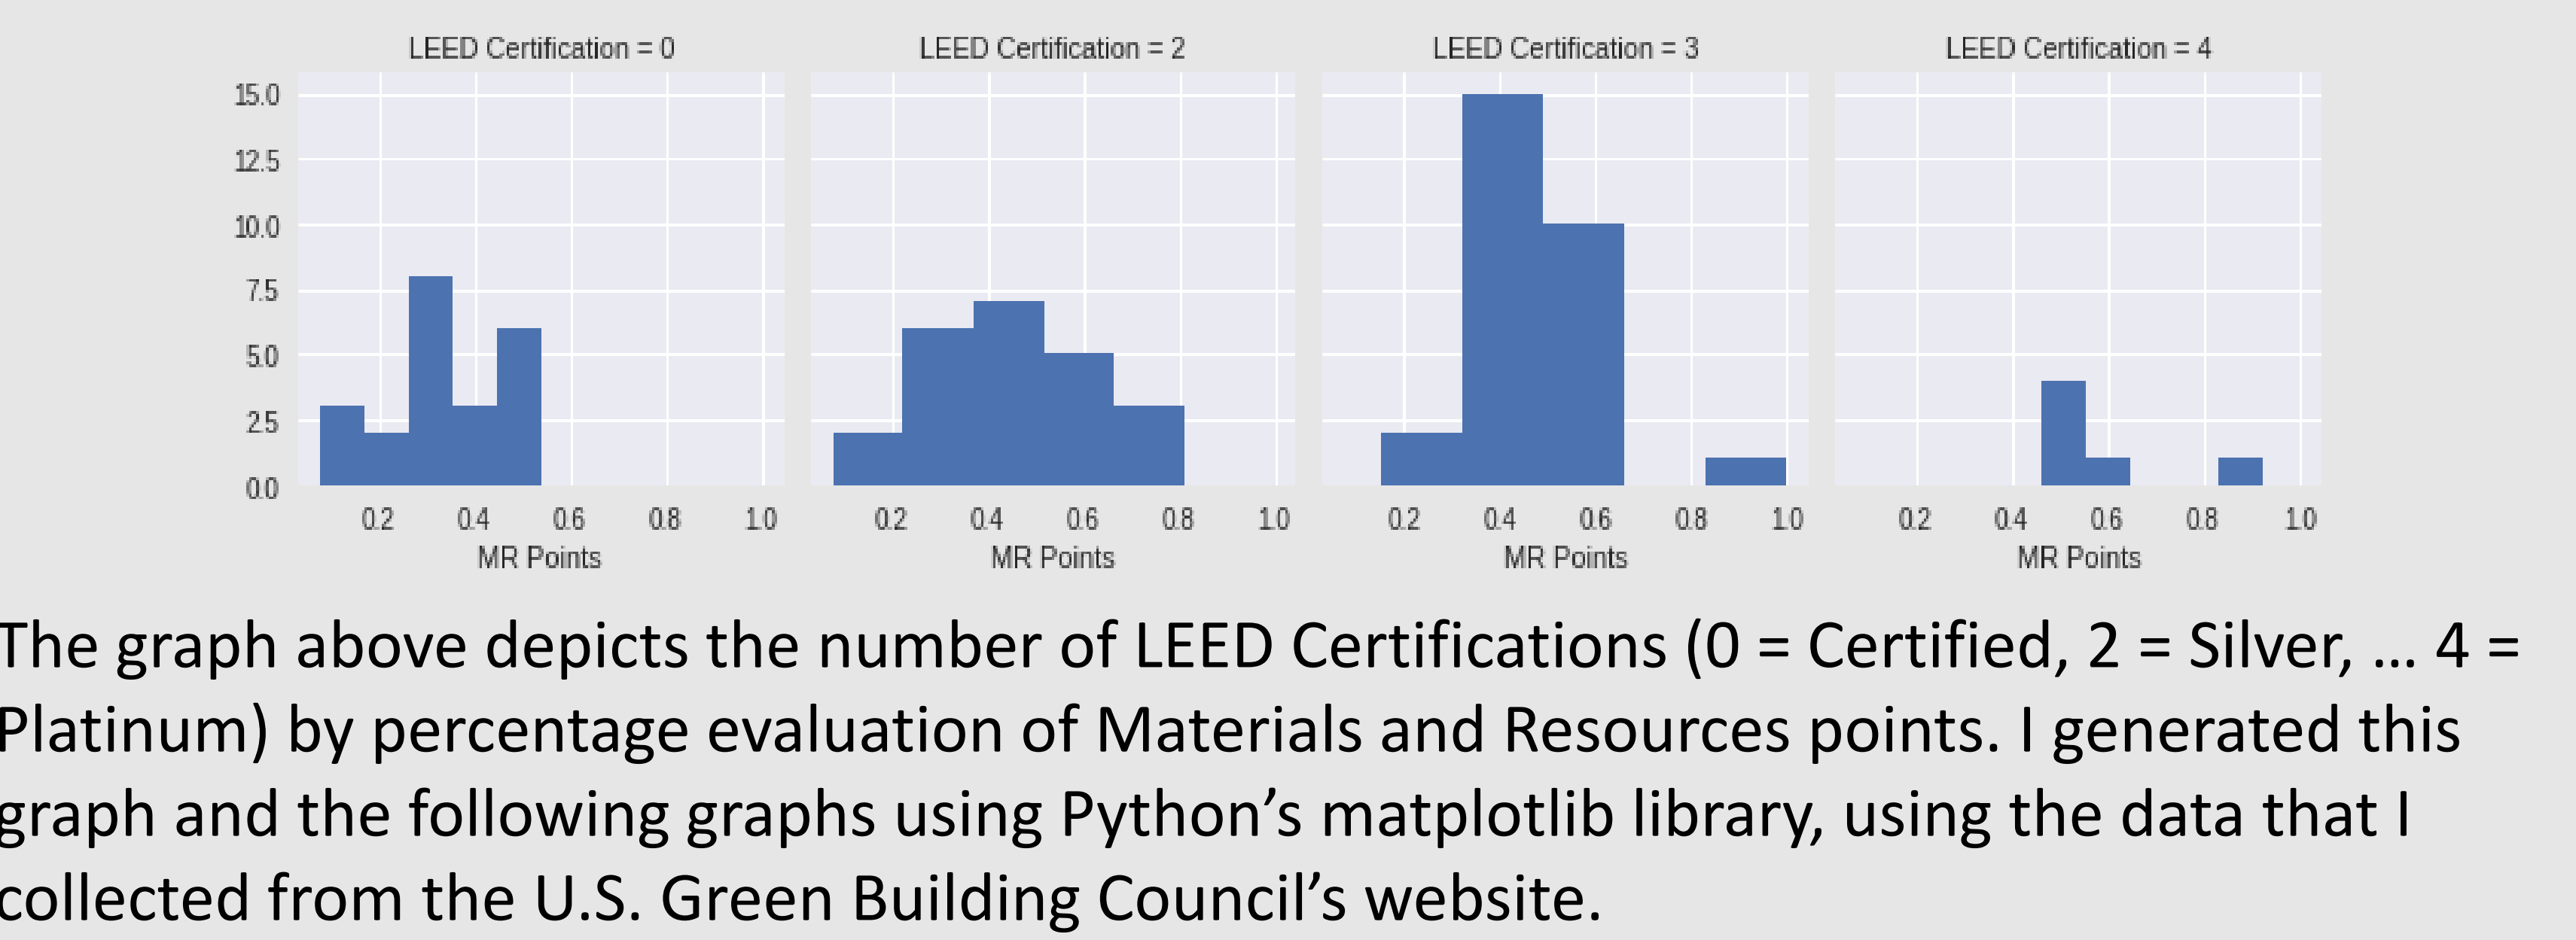 LEED Certification = 0 LEED Certification = 2 LEED Certification = 3 LEED Certification = 4
15.0
12.5
10.0
7.5
5.0
2.5
0.0
0.2 0.4 0.6 0.8 1.0 0.2 0.4 0.6 0.8 1.0 0.2 0.4 0.6 0.8 1.0 0.2 0.4 0.6 0.8 1.0
MR Points MR Points MR Points MR Points
The graph above depicts the number of LEED Certifications (0 = Certified, 2 = Silver, … 4 =
Platinum) by percentage evaluation of Materials and Resources points. I generated this
graph and the following graphs using Python’s matplotlib library, using the data that I
collected from the U.S. Green Building Council’s website.